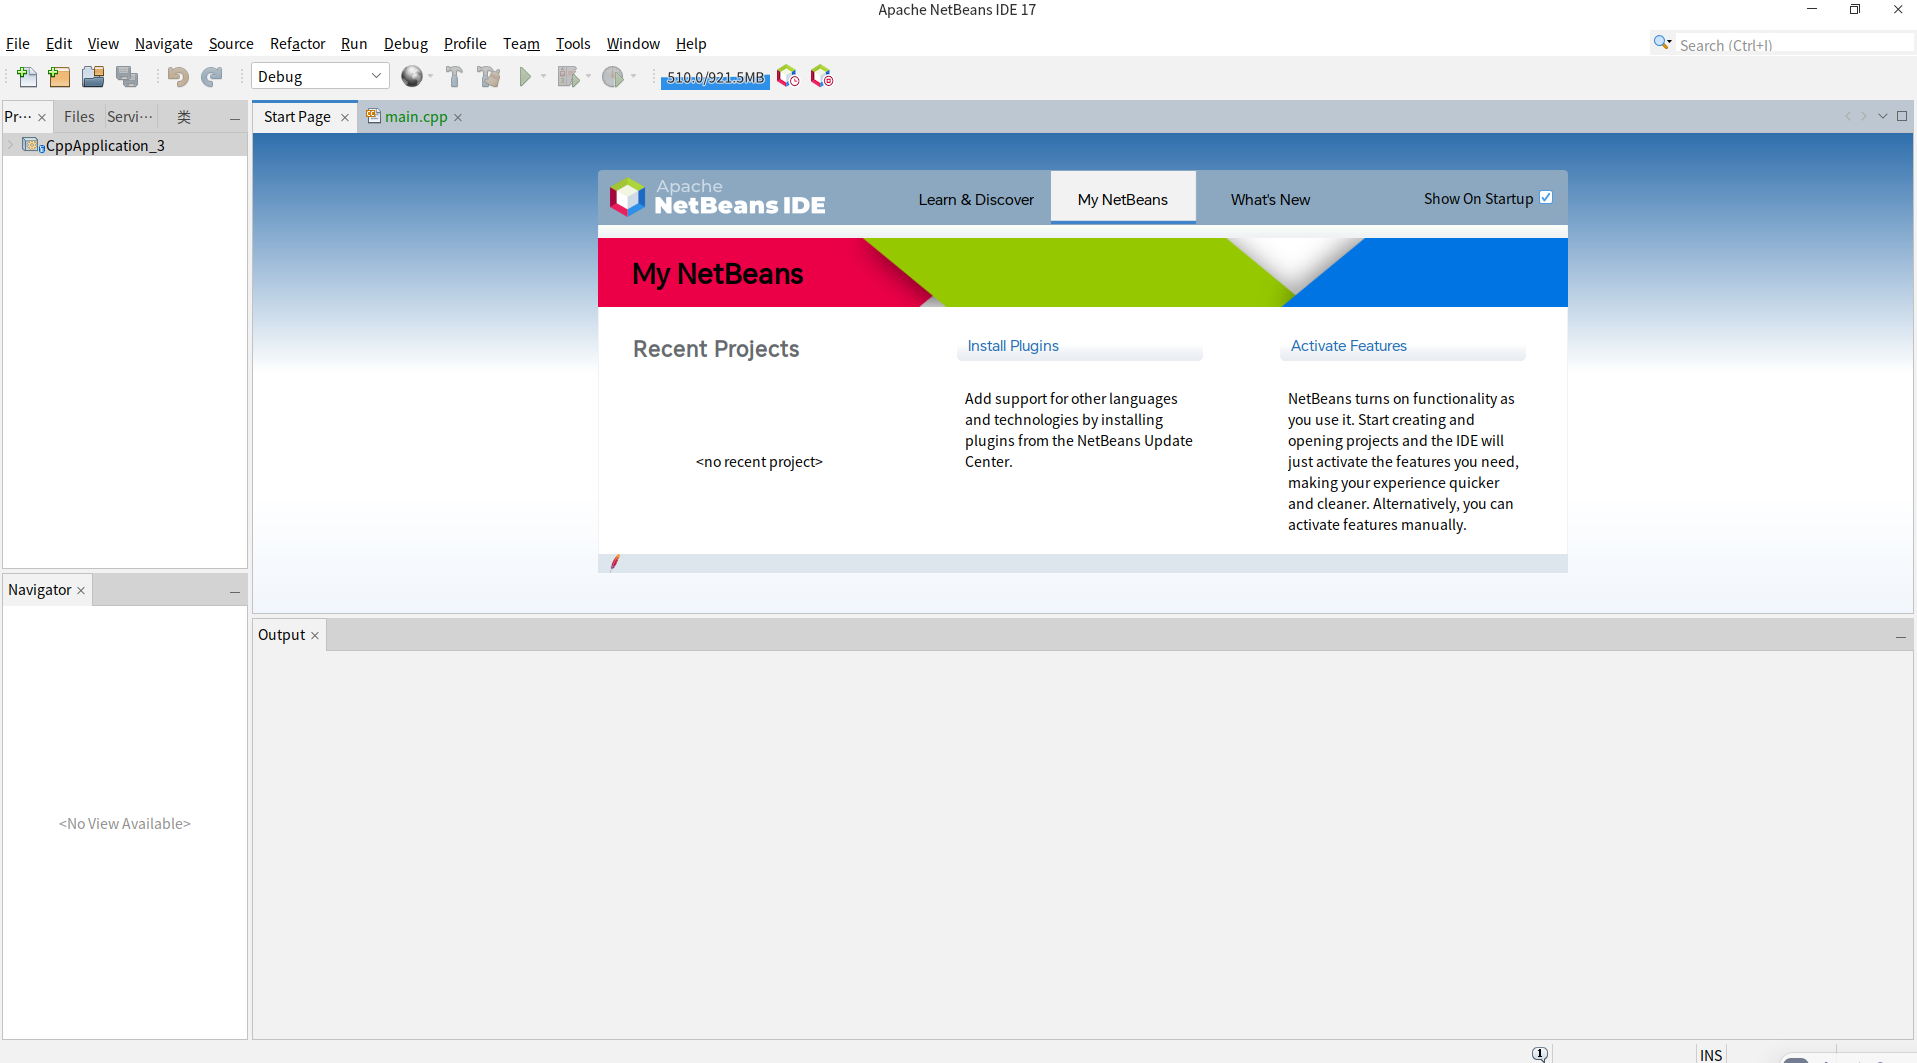 Apache NetBeans IDE 17
File Edit View Navigate Source Refactor Run Debug Profile Team Tools Window Help
Search (Ctrl+I)
Debug
510.0/921.5MB
Pr··· Files Servi··· 类
Start Page main.cpp
CppApplication_3
Apache
NetBeans IDE
Learn & Discover My NetBeans What's New Show On Startup
My NetBeans
Recent Projects
<no recent project>
Install Plugins
Add support for other languages
and technologies by installing
plugins from the NetBeans Update
Center.
Activate Features
NetBeans turns on functionality as
you use it. Start creating and
opening projects and the IDE will
just activate the features you need,
making your experience quicker
and cleaner. Alternatively, you can
activate features manually.
Navigator
<No View Available>
Output
1
INS